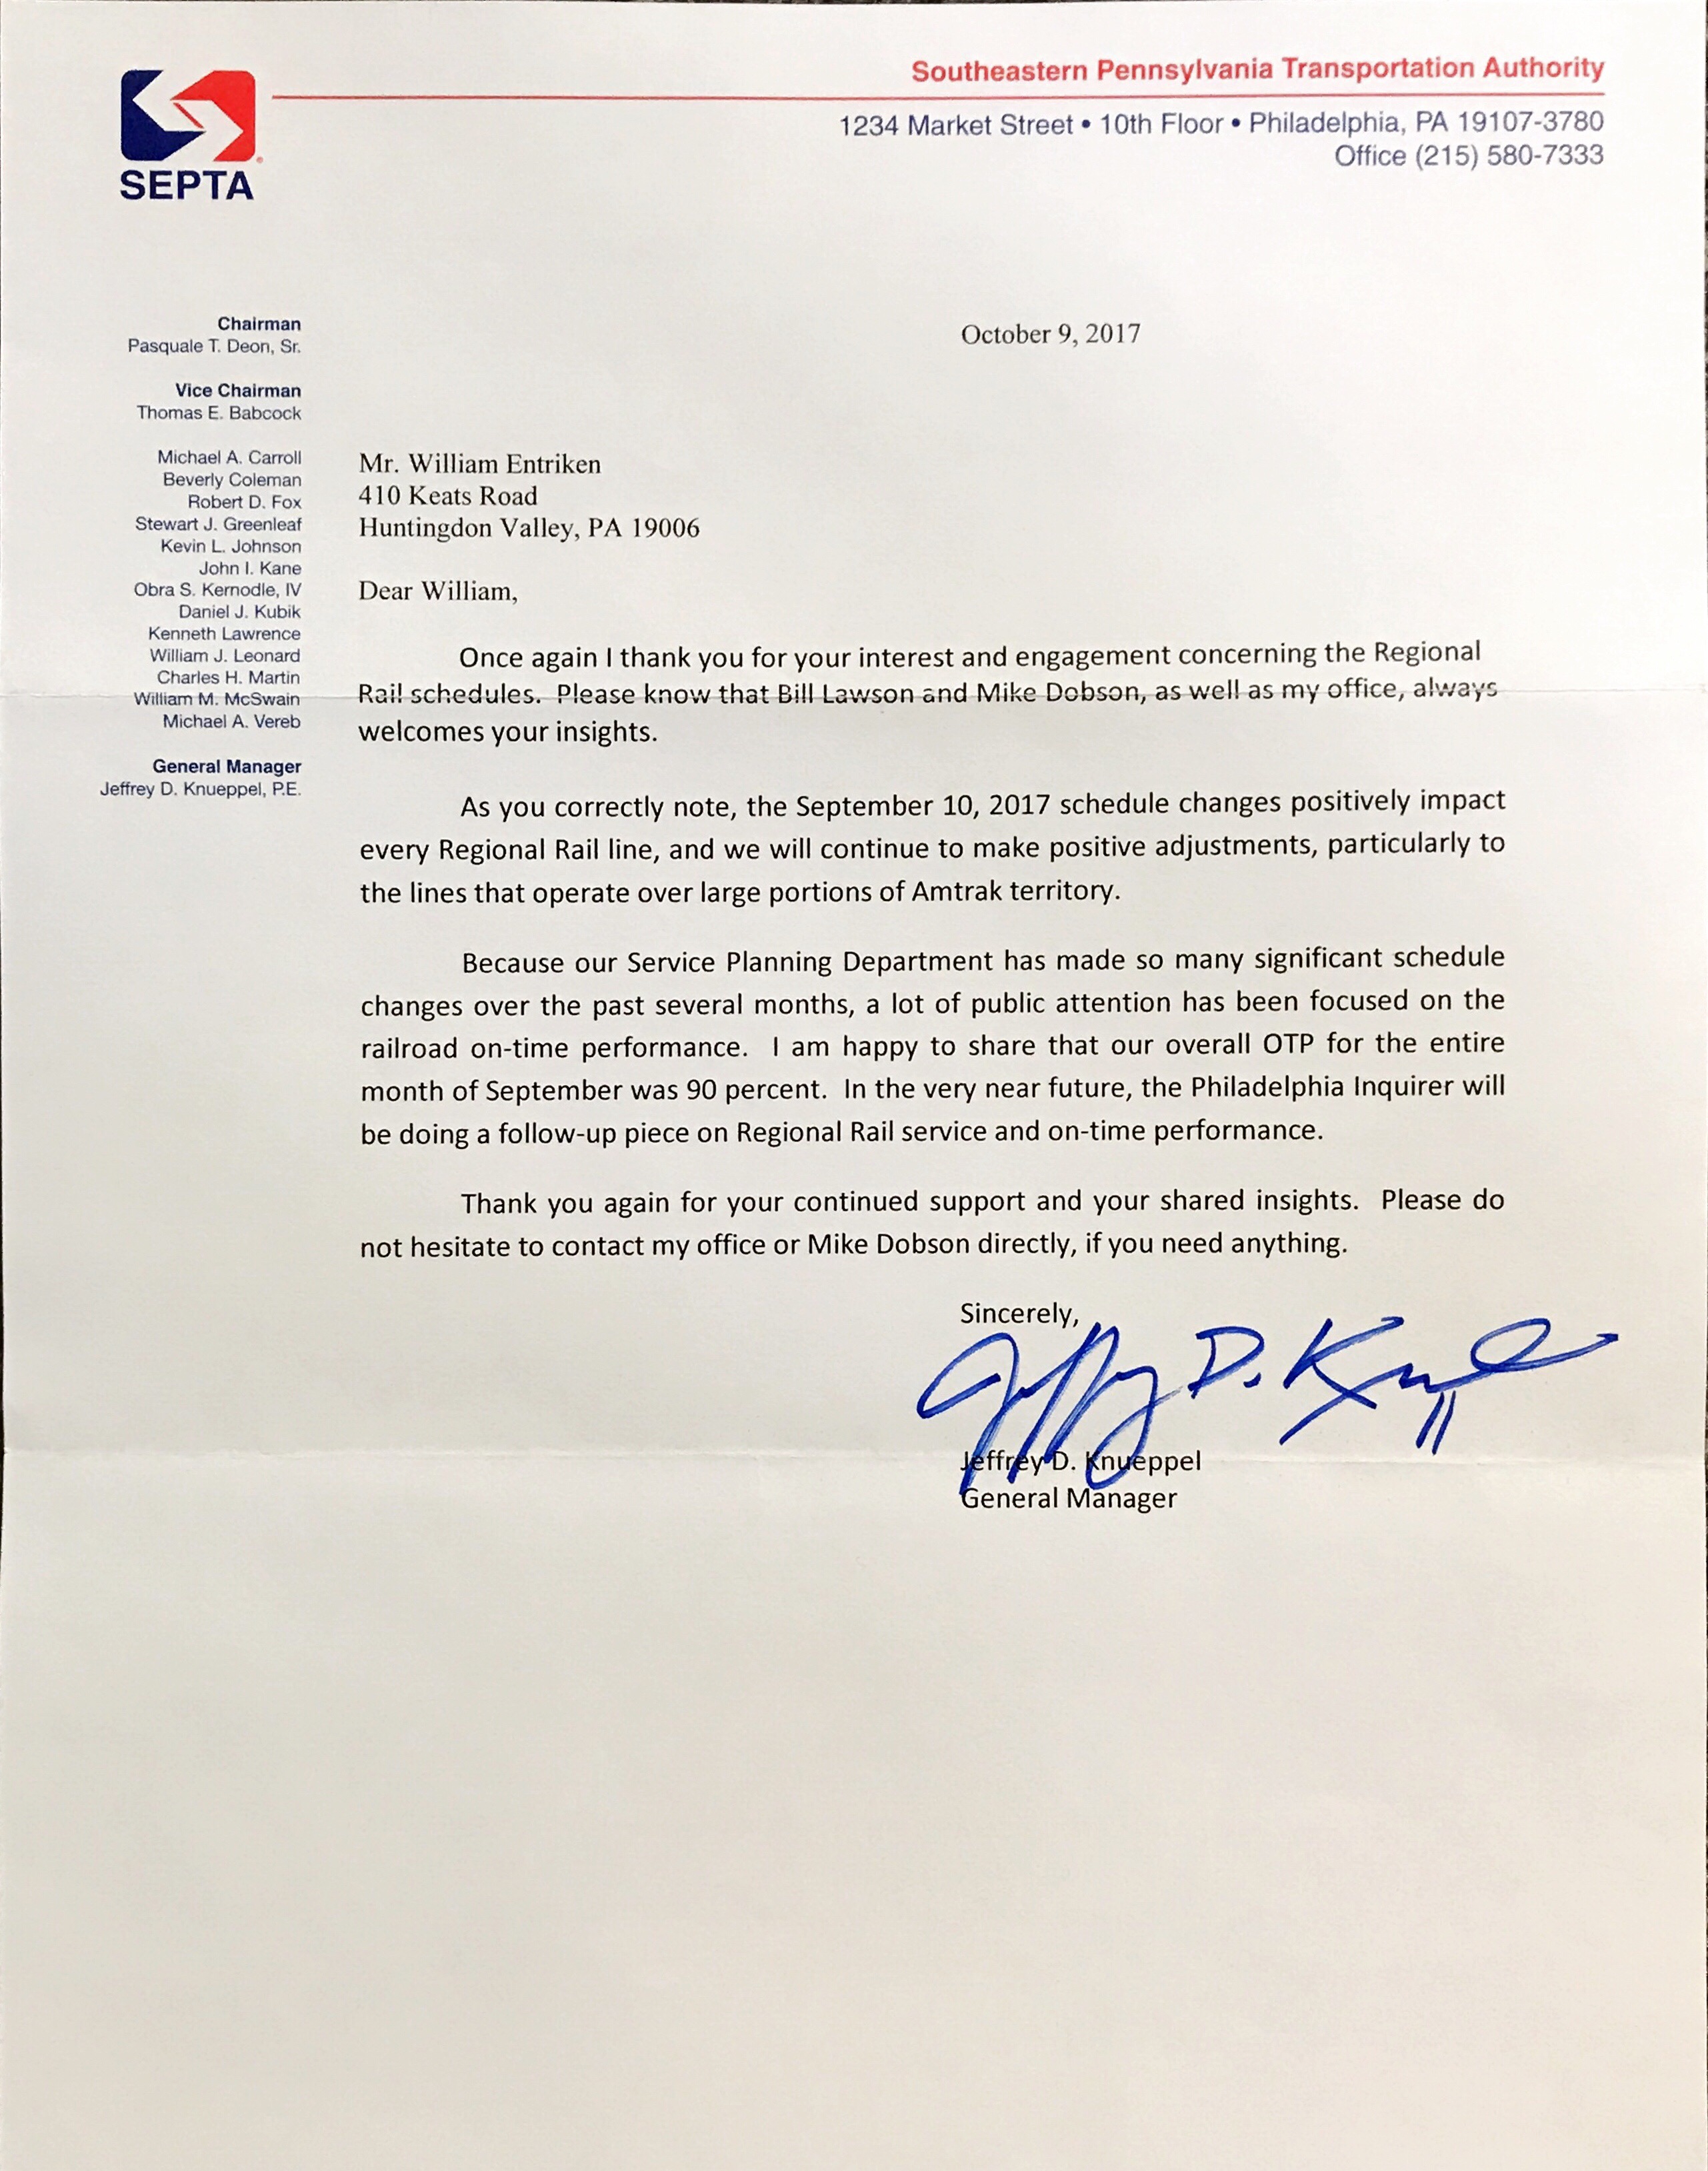 Southeastern Pennsylvania Transportation Authority
1234 Market Street • 10th Floor • Philadelphia, PA 19107-3780
Office (215) 580-7333
SEPTA
Chairman
Pasquale T. Deon, Sr.
Vice Chairman
Thomas E. Babcock
Michael A. Carroll
Beverly Coleman
Robert D. Fox
Stewart J. Greenleaf
Kevin L. Johnson
John I. Kane
Obra S. Kernodle, IV
Daniel J. Kubik
Kenneth Lawrence
William J. Leonard
Charles H. Martin
William M. McSwain
Michael A. Vereb
General Manager
Jeffrey D. Knueppel, P.E.
October 9, 2017
Mr. William Entriken
410 Keats Road
Huntingdon Valley, PA 19006
Dear William,
Once again I thank you for your interest and engagement concerning the Regional
Rail schedules. Please know that Bill Lawson and Mike Dobson, as well as my office, always
welcomes your insights.
As you correctly note, the September 10, 2017 schedule changes positively impact
every Regional Rail line, and we will continue to make positive adjustments, particularly to
the lines that operate over large portions of Amtrak territory.
Because our Service Planning Department has made so many significant schedule
changes over the past several months, a lot of public attention has been focused on the
railroad on-time performance. I am happy to share that our overall OTP for the entire
month of September was 90 percent. In the very near future, the Philadelphia Inquirer will
be doing a follow-up piece on Regional Rail service and on-time performance.
Thank you again for your continued support and your shared insights. Please do
not hesitate to contact my office or Mike Dobson directly, if you need anything.
Sincerely,
Jeffrey D. Knueppel
Jeffrey D. Knueppel
General Manager